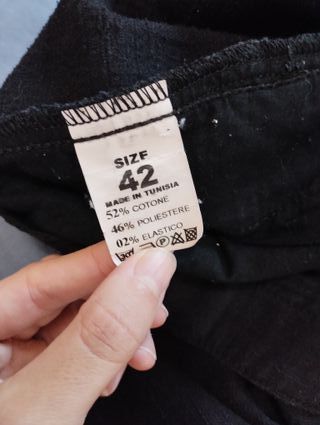 SIZE
42
MADE IN TUNISIA
52% COTONE
46% POLIESTERE
02% ELASTICO
P